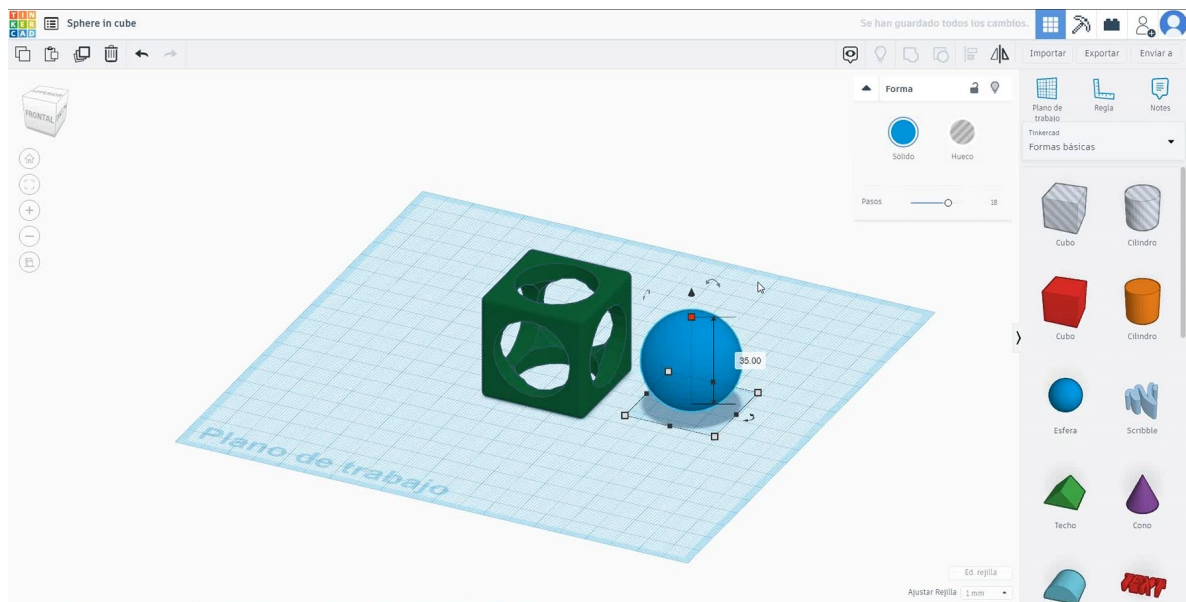 TIN
KER
CAD
Sphere in cube
Se han guardado todos los cambios.
Importar
Exportar
Enviar a
SUPERIOR
FRONTAL
Forma
Sólido
Hueco
Pasos
18
Plano de
trabajo
Regla
Notes
Tinkercad
Formas básicas
Cubo
Cilindro
Cubo
Cilindro
Esfera
Scribble
Techo
Cono
TEXT
35.00
Plano de trabajo
Ed. rejilla
Ajustar Rejilla
1 mm